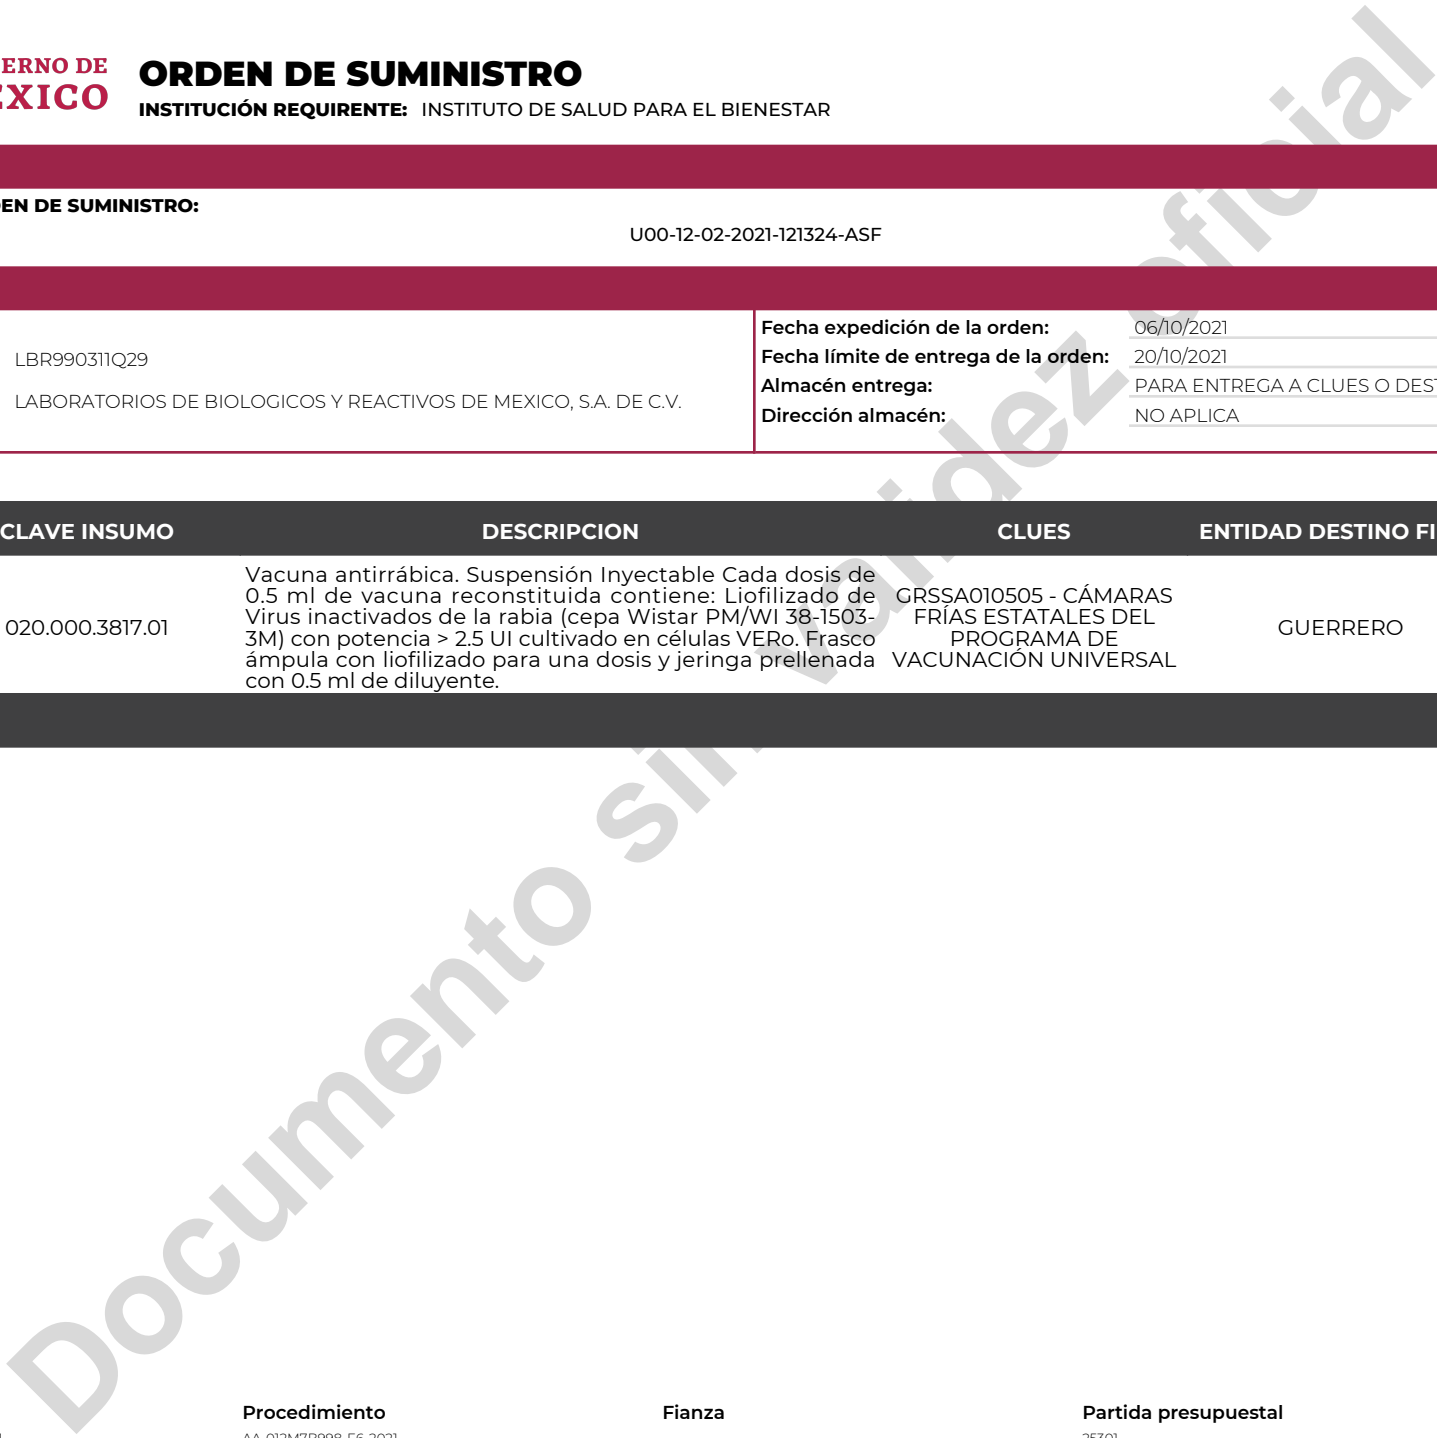 ERNO DE
EXICO
ORDEN DE SUMINISTRO
INSTITUCIÓN REQUIRENTE: INSTITUTO DE SALUD PARA EL BIENESTAR
EN DE SUMINISTRO:
U00-12-02-2021-121324-ASF
LBR990311Q29
LABORATORIOS DE BIOLOGICOS Y REACTIVOS DE MEXICO, S.A. DE C.V.
Fecha expedición de la orden: 06/10/2021
Fecha límite de entrega de la orden: 20/10/2021
Almacén entrega: PARA ENTREGA A CLUES O DEST
Dirección almacén: NO APLICA
CLAVE INSUMO DESCRIPCION CLUES ENTIDAD DESTINO FI
020.000.3817.01
Vacuna antirrábica. Suspensión Inyectable Cada dosis de
0.5 ml de vacuna reconstituida contiene: Liofilizado de
Virus inactivados de la rabia (cepa Wistar PM/WI 38-1503-
3M) con potencia > 2.5 UI cultivado en células VERo. Frasco
ámpula con liofilizado para una dosis y jeringa prellenada
con 0.5 ml de diluyente.
GRSSA010505 - CÁMARAS
FRÍAS ESTATALES DEL
PROGRAMA DE
VACUNACIÓN UNIVERSAL
GUERRERO
Documento sin validez oficial
Procedimiento Fianza Partida presupuestal